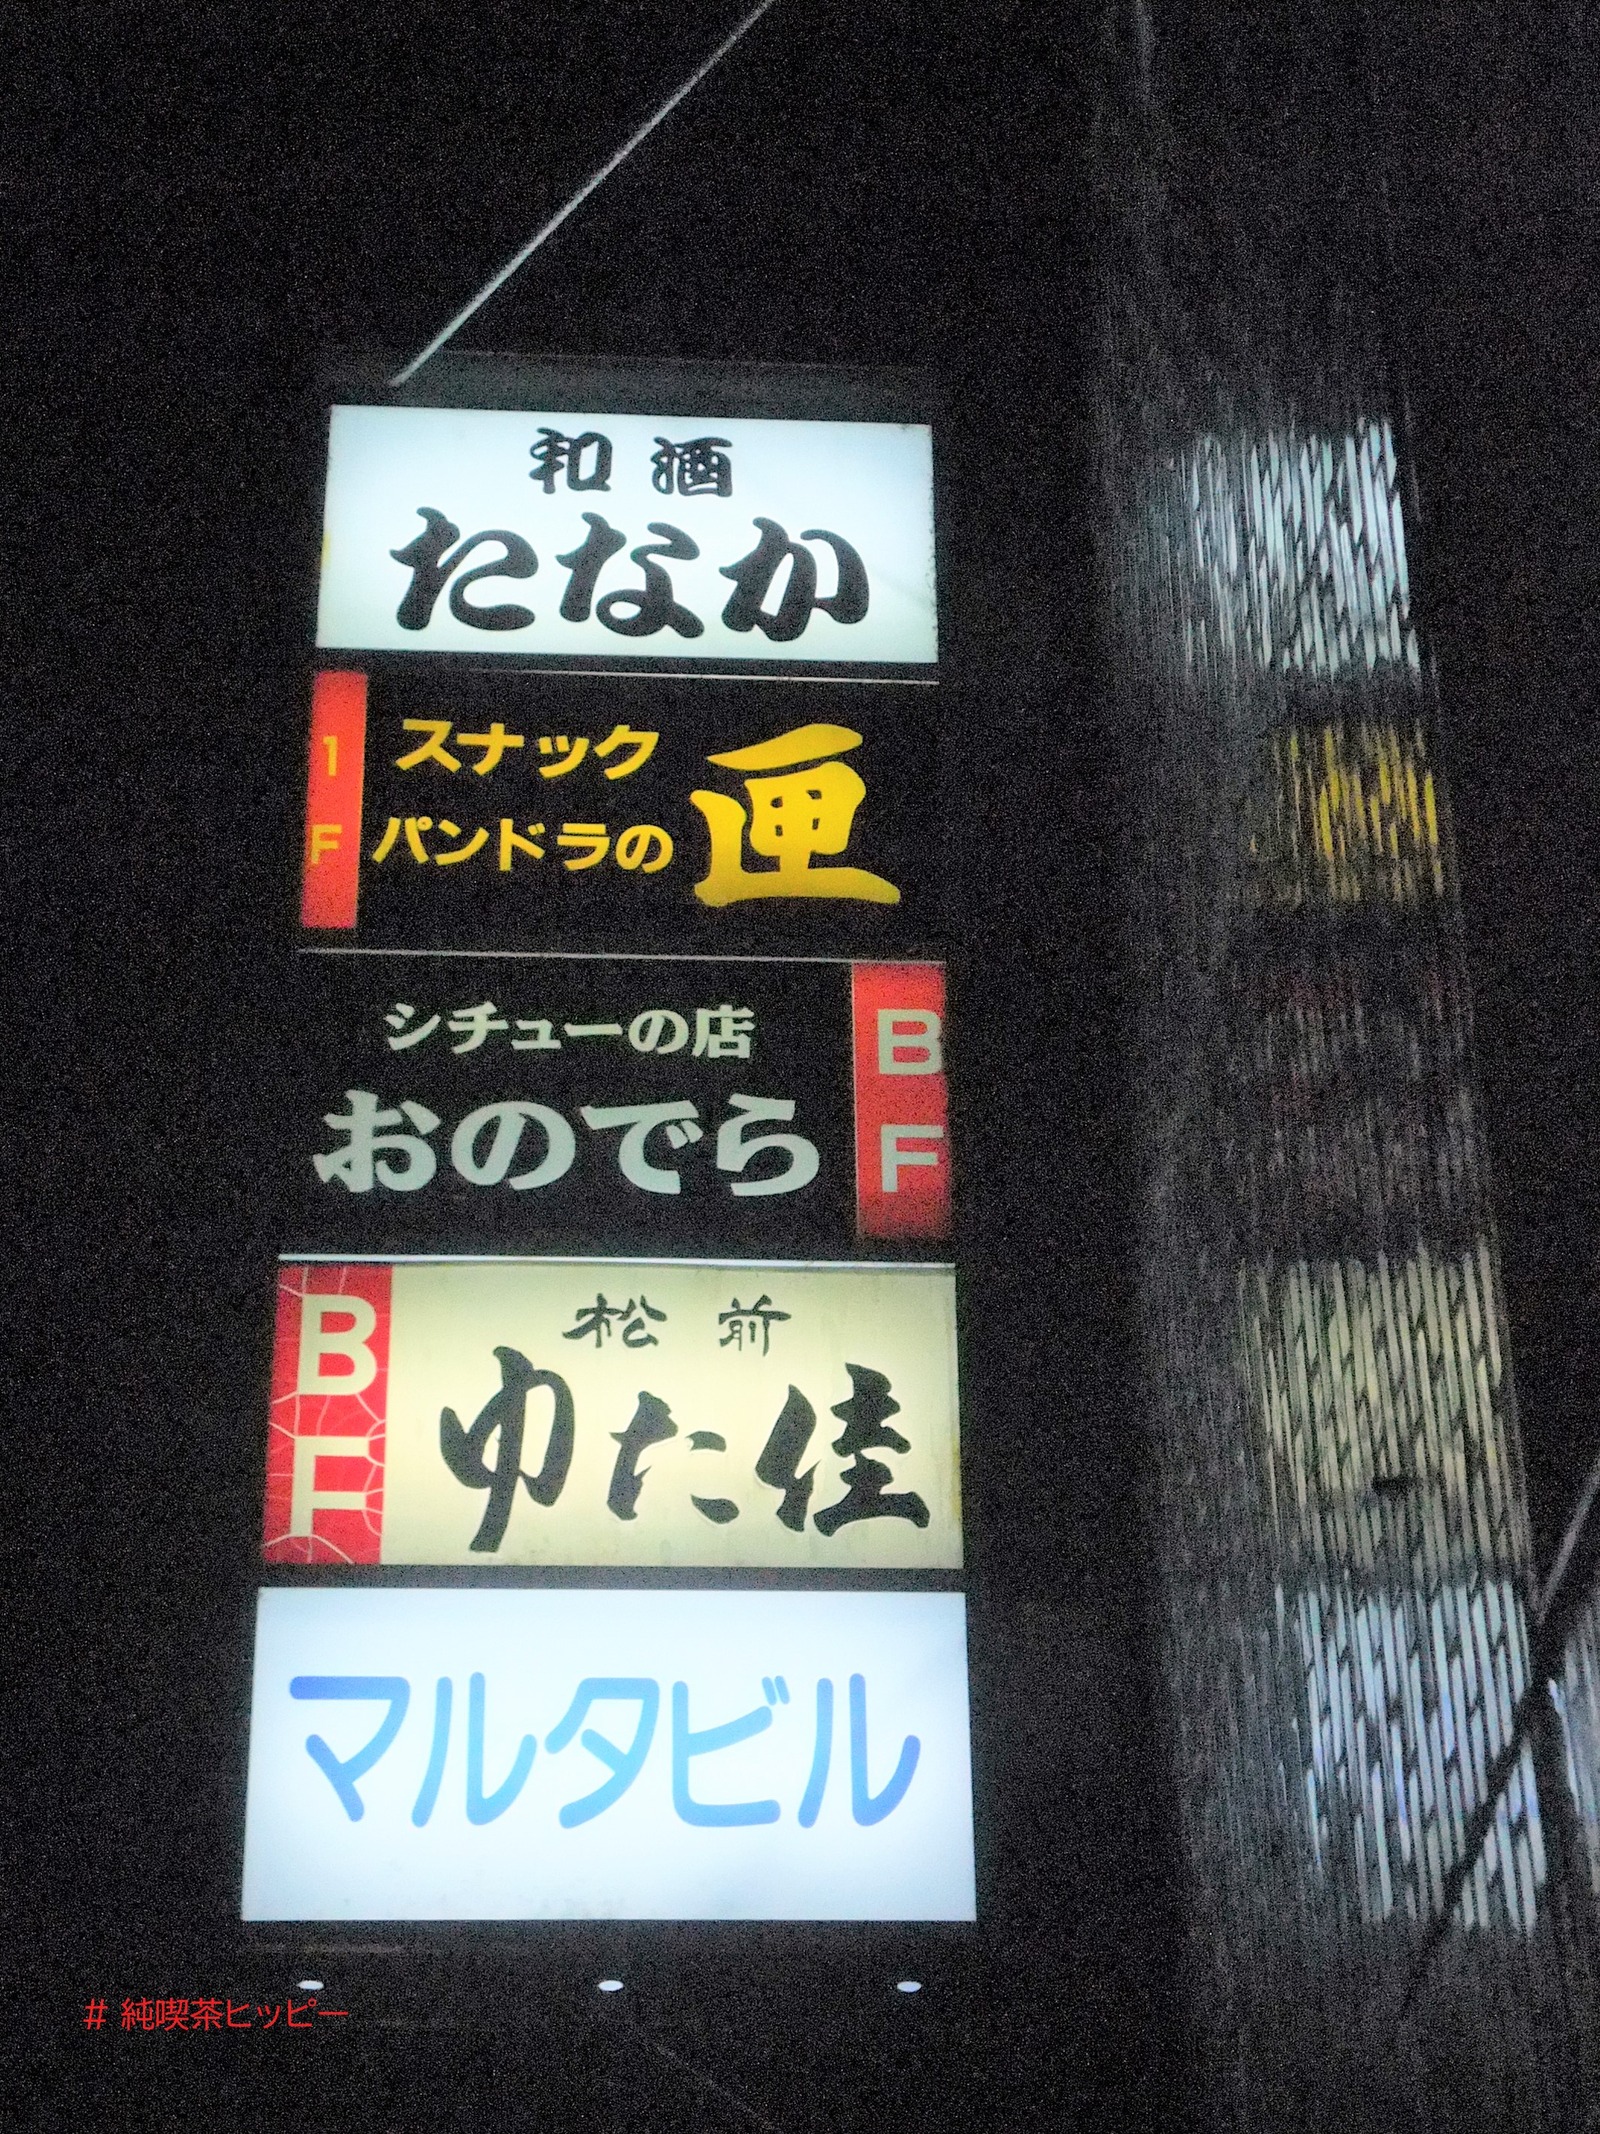 和酒
たなか
1F
スナック
パンドラの匣
シチューの店
おのでら
BF
BF
松前
ゆた佳
マルタビル
# 純喫茶ヒッピー